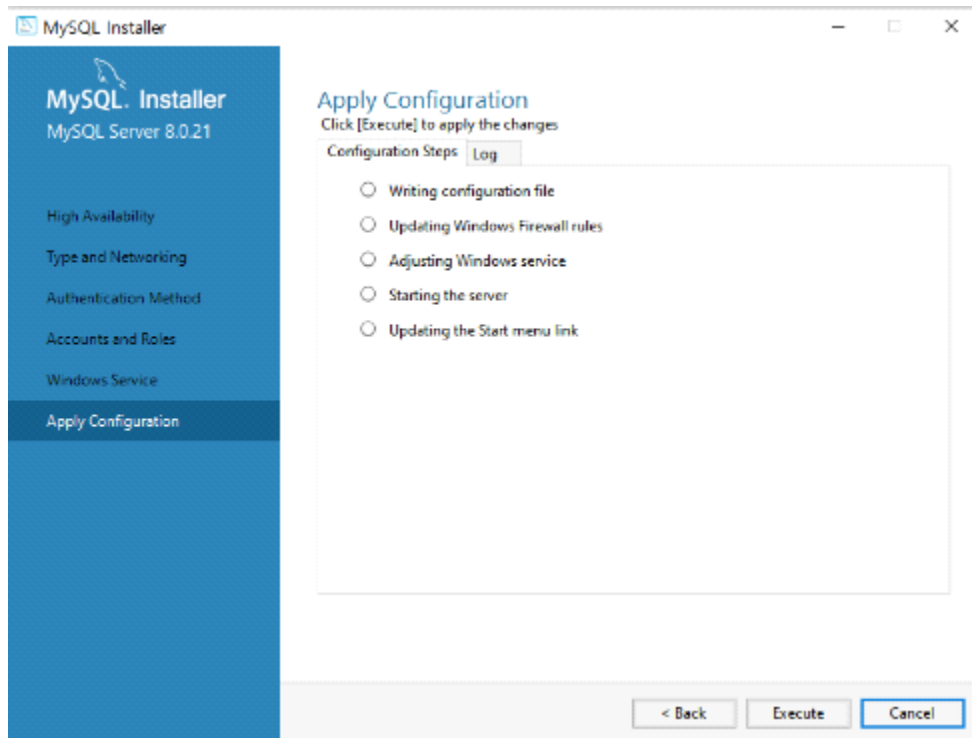 MySQL Installer
MySQL. Installer
MySQL Server 8.0.21
High Availability
Type and Networking
Authentication Method
Accounts and Roles
Windows Service
Apply Configuration
Apply Configuration
Click [Execute] to apply the changes
Configuration Steps Log
Writing configuration file
Updating Windows Firewall rules
Adjusting Windows service
Starting the server
Updating the Start menu link
< Back Execute Cancel